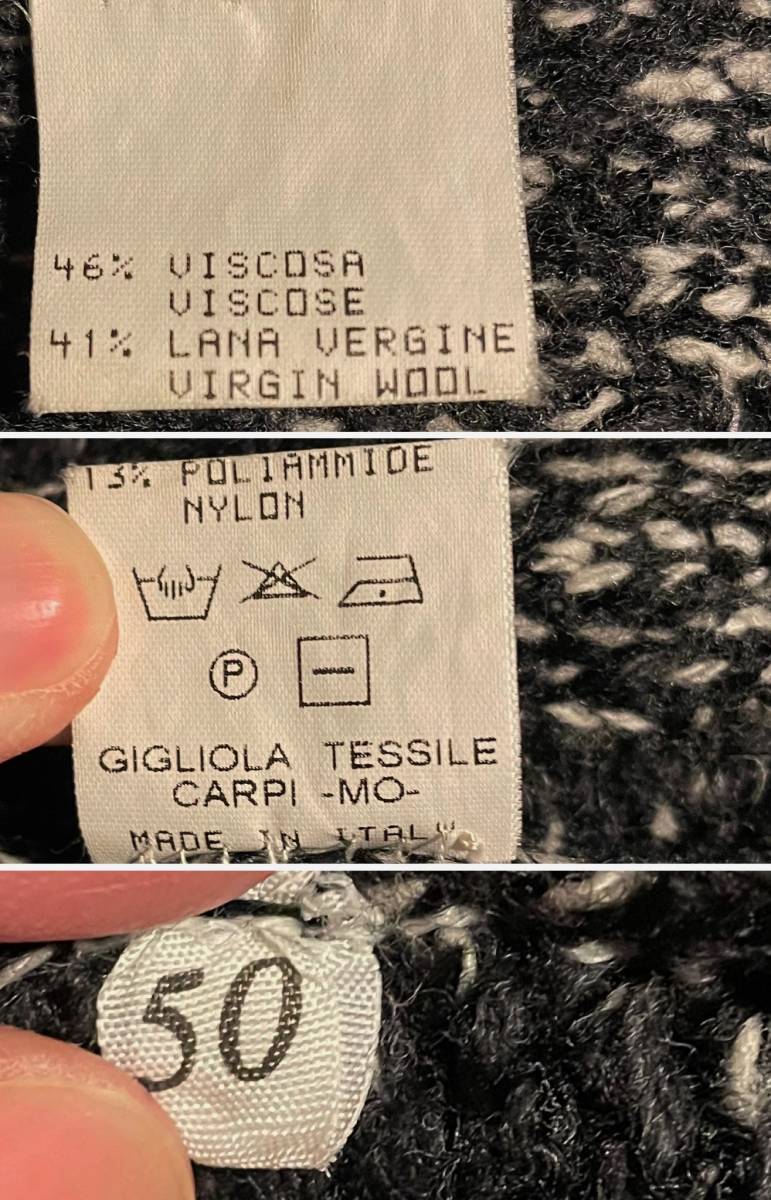 46% VISCOSA
VISCOSE
41% LANA VERGINE
VIRGIN WOOL
13% POLIAMMIDE
NYLON
P
GIGLIOLA TESSILE
CARPI -MO-
MADE IN ITALY
50